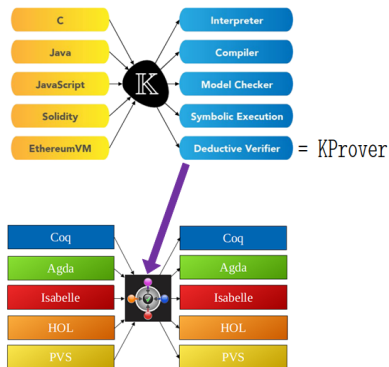 C Interpreter
Java Compiler
𝕂
JavaScript Model Checker
Solidity Symbolic Execution
EthereumVM Deductive Verifier = KProver
Coq Coq
Agda Agda
Isabelle Isabelle
HOL HOL
PVS PVS